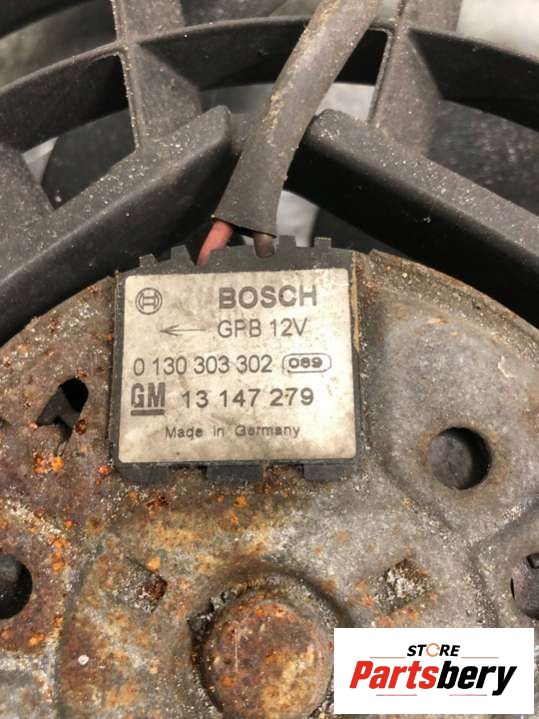 BOSCH
GPB 12V
0 130 303 302 089
GM 13 147 279
Made in Germany
STORE
Partsbery